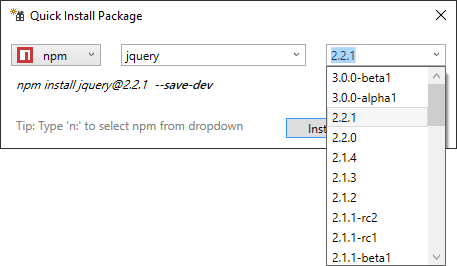 Quick Install Package
npm
jquery
2.2.1
npm install jquery@2.2.1 --save-dev
Tip: Type 'n:' to select npm from dropdown
3.0.0-beta1
3.0.0-alpha1
2.2.1
2.2.0
2.1.4
2.1.3
2.1.2
2.1.1-rc2
2.1.1-rc1
2.1.1-beta1